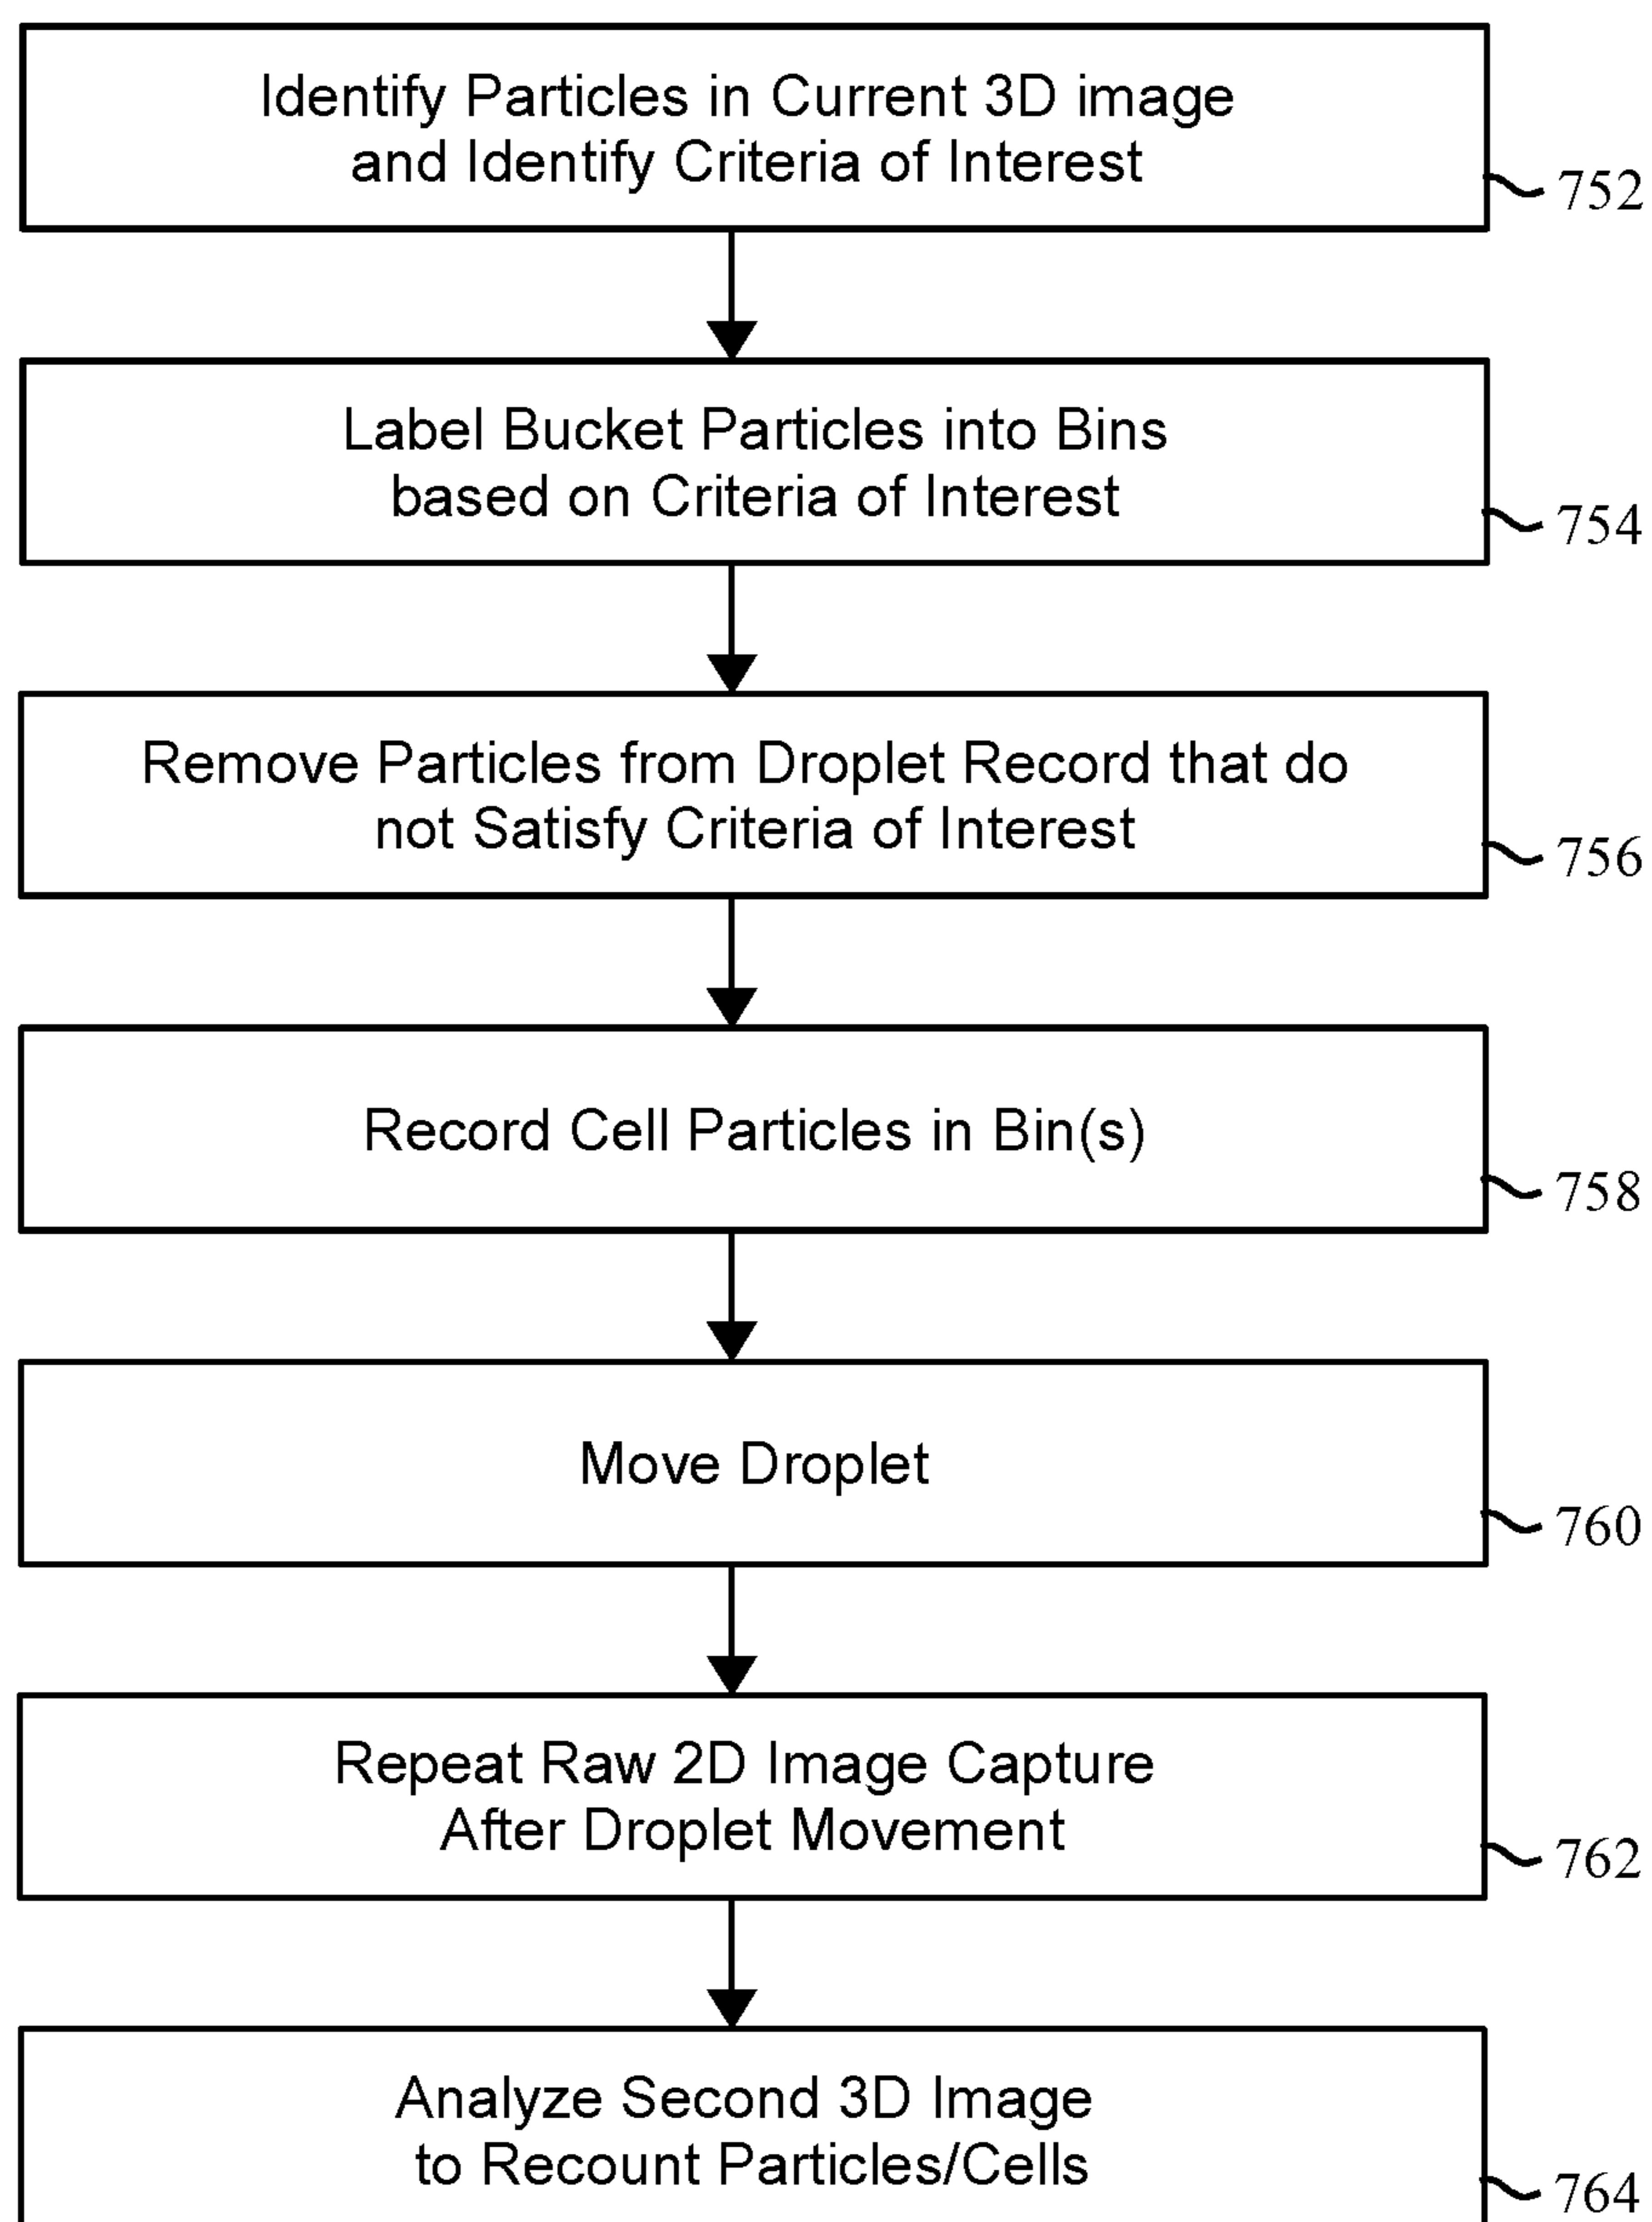 Identify Particles in Current 3D image
and Identify Criteria of Interest
752
Label Bucket Particles into Bins
based on Criteria of Interest
754
Remove Particles from Droplet Record that do
not Satisfy Criteria of Interest
756
Record Cell Particles in Bin(s)
758
Move Droplet
760
Repeat Raw 2D Image Capture
After Droplet Movement
762
Analyze Second 3D Image
to Recount Particles/Cells
764